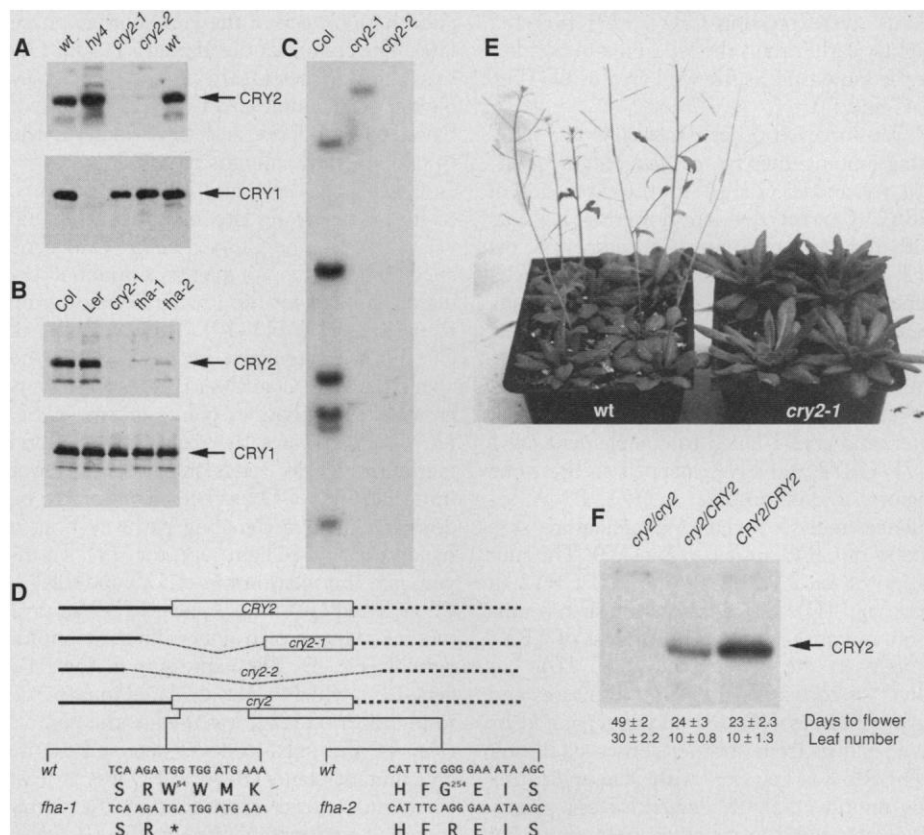 A
wt hy4 cry2-1 cry2-2 wt
CRY2
CRY1
B
Col Ler cry2-1 fha-1 fha-2
CRY2
CRY1
C
Col cry2-1 cry2-2
D
CRY2
cry2-1
cry2-2
cry2
wt TCA AGA TGG TGG ATG AAA
S R W54 W M K
fha-1 TCA AGA TGA TGG ATG AAA
S R *
wt CAT TTC GGG GAA ATA AGC
H F G254 E I S
fha-2 CAT TTC AGG GAA ATA AGC
H F R E I S
E
wt
cry2-1
F
cry2/cry2 cry2/CRY2 CRY2/CRY2
CRY2
49 ± 2 24 ± 3 23 ± 2.3 Days to flower
30 ± 2.2 10 ± 0.8 10 ± 1.3 Leaf number